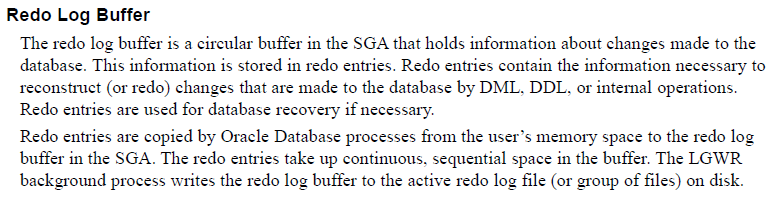 Redo Log Buffer
The redo log buffer is a circular buffer in the SGA that holds information about changes made to the
database. This information is stored in redo entries. Redo entries contain the information necessary to
reconstruct (or redo) changes that are made to the database by DML, DDL, or internal operations.
Redo entries are used for database recovery if necessary.
Redo entries are copied by Oracle Database processes from the user’s memory space to the redo log
buffer in the SGA. The redo entries take up continuous, sequential space in the buffer. The LGWR
background process writes the redo log buffer to the active redo log file (or group of files) on disk.